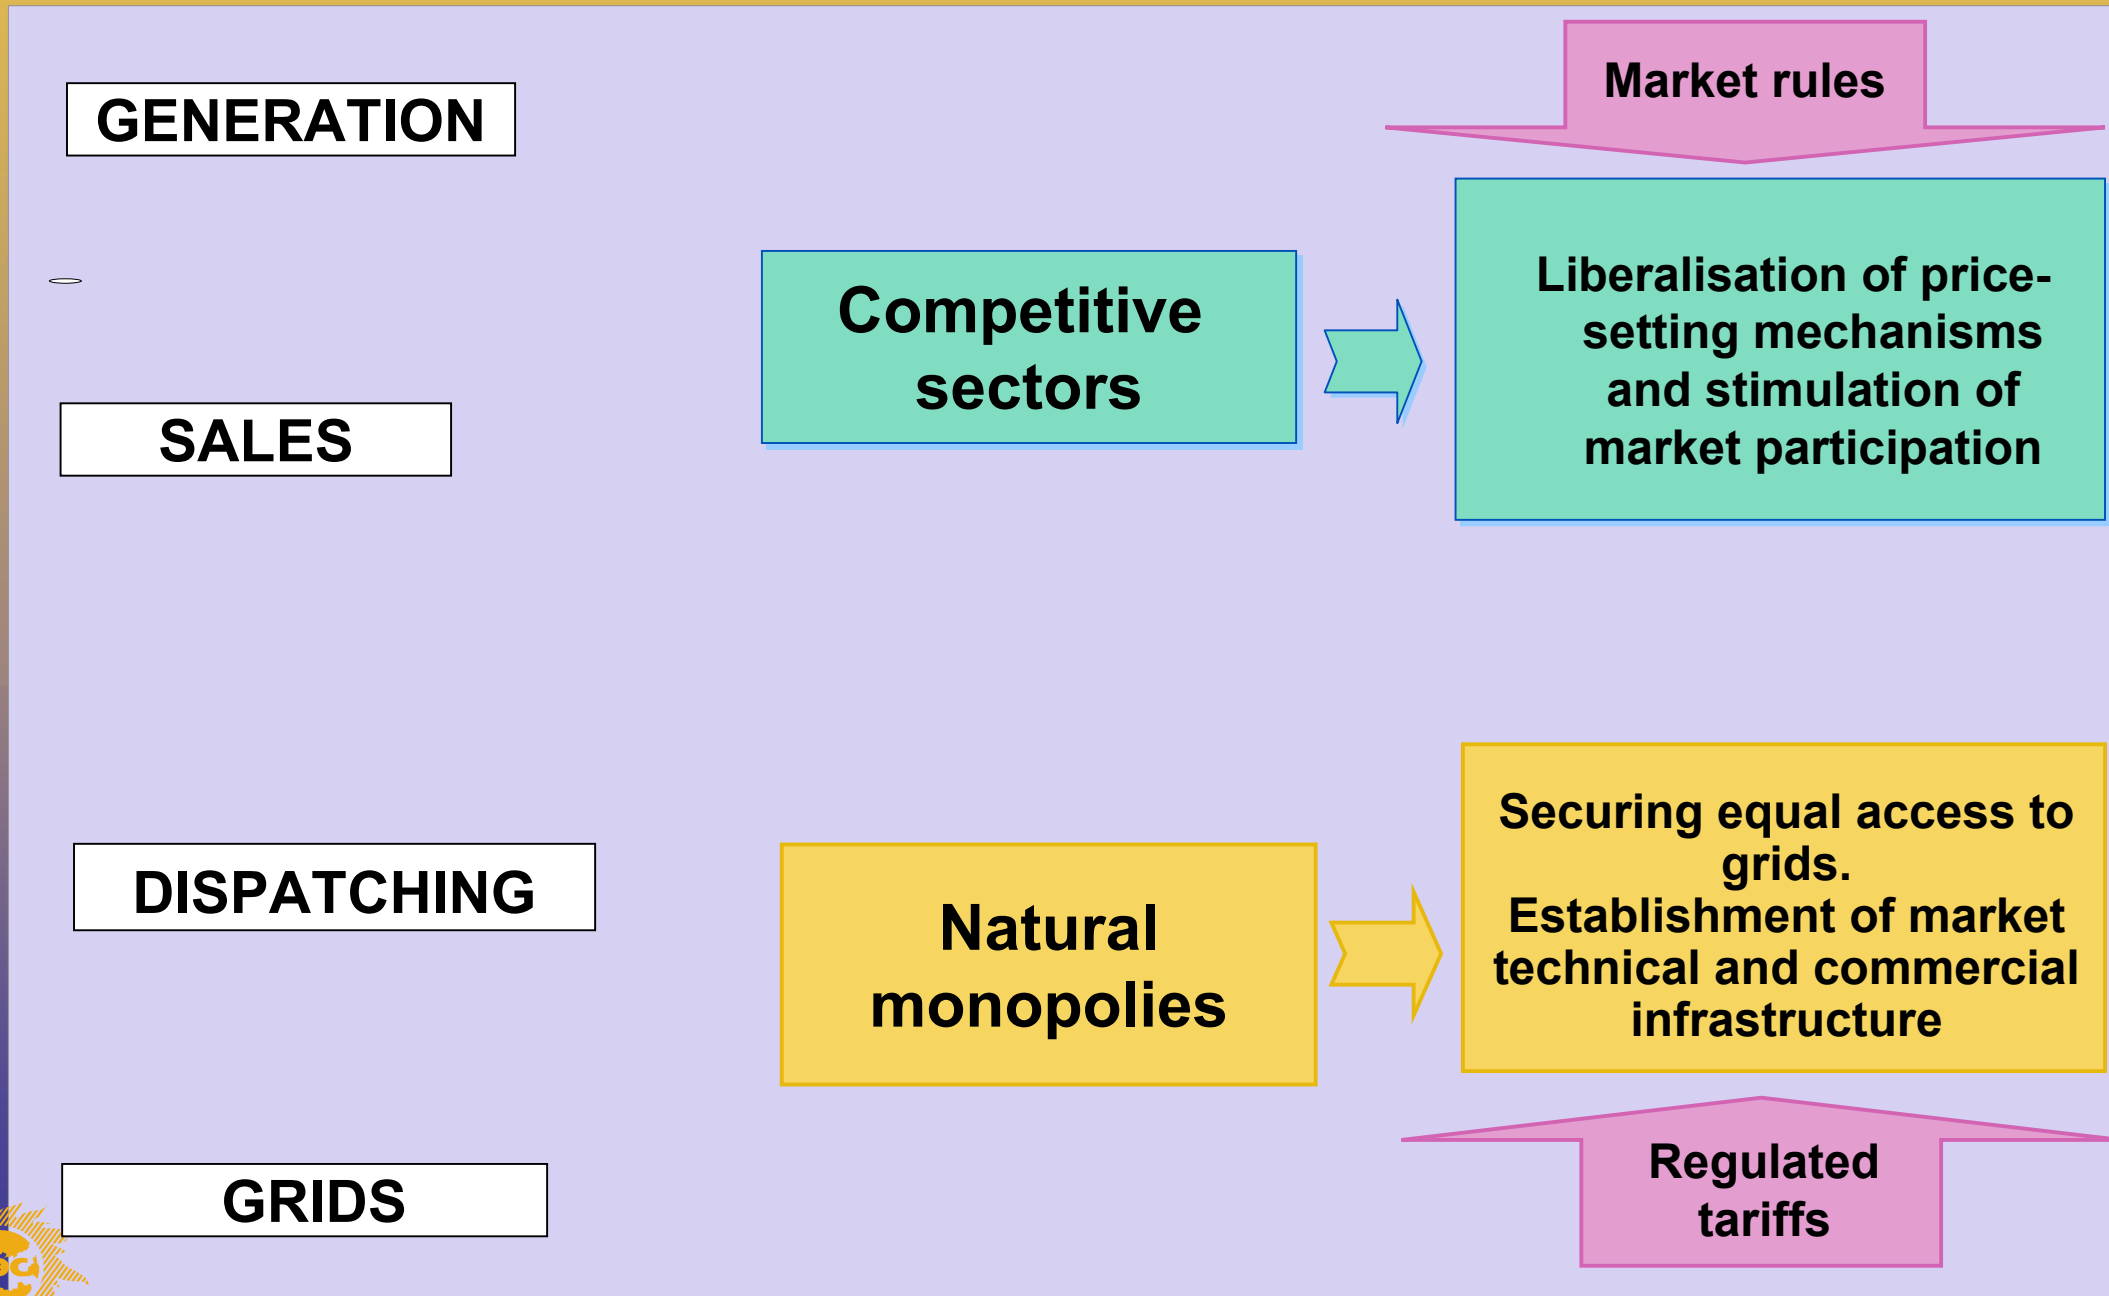 Market rules
GENERATION
Competitive
sectors
Liberalisation of price-
setting mechanisms
and stimulation of
market participation
SALES
DISPATCHING
Natural
monopolies
Securing equal access to
grids.
Establishment of market
technical and commercial
infrastructure
GRIDS
Regulated
tariffs